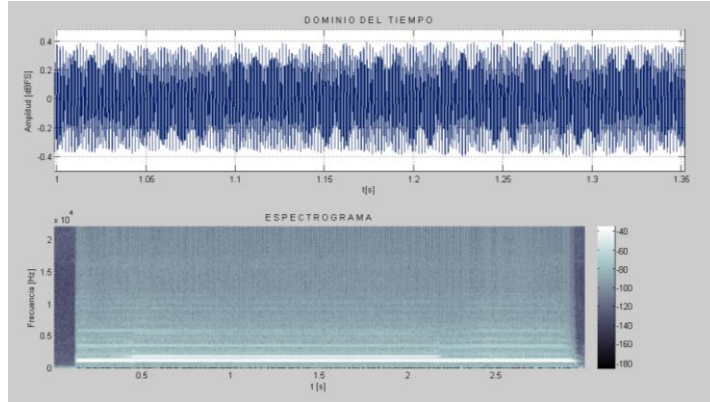 DOMINIO DEL TIEMPO
Amplitud [dBFS]
0.4
0.2
0
-0.2
-0.4
1 1.05 1.1 1.15 1.2 1.25 1.3 1.35
t[s]
ESPECTROGRAMA
x 10⁴
Frecuencia [Hz]
2
1.5
1
0.5
0
0.5 1 1.5 2 2.5
t [s]
-40
-60
-80
-100
-120
-140
-160
-180